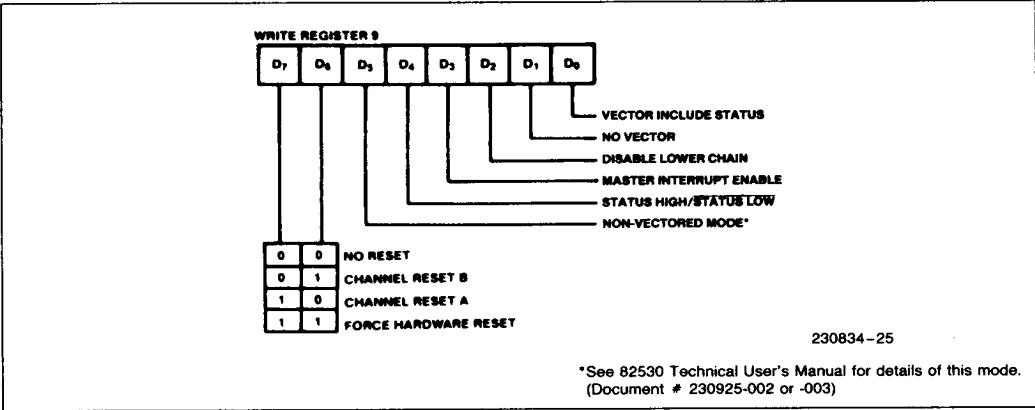 WRITE REGISTER 9
D7 D6 D5 D4 D3 D2 D1 D0
VECTOR INCLUDE STATUS
NO VECTOR
DISABLE LOWER CHAIN
MASTER INTERRUPT ENABLE
STATUS HIGH/STATUS LOW
NON-VECTORED MODE*
0 0 NO RESET
0 1 CHANNEL RESET B
1 0 CHANNEL RESET A
1 1 FORCE HARDWARE RESET
230834–25
*See 82530 Technical User's Manual for details of this mode.
(Document # 230925-002 or -003)